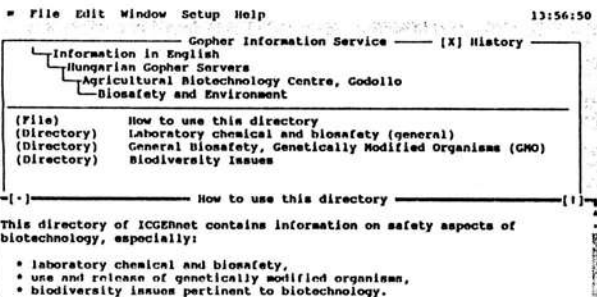 ≡ File Edit Window Setup Help 13:56:50
Gopher Information Service [X] History
Information in English
Hungarian Gopher Servers
Agricultural Biotechnology Centre, Godollo
Biosafety and Environment
(File) How to use this directory
(Directory) Laboratory chemical and biosafety (general)
(Directory) General Biosafety, Genetically Modified Organisms (GMO)
(Directory) Biodiversity Issues
[·] How to use this directory [↑]
This directory of ICGEBnet contains information on safety aspects of
biotechnology, especially:
* laboratory chemical and biosafety,
* use and release of genetically modified organisms,
* biodiversity issues pertinent to biotechnology.